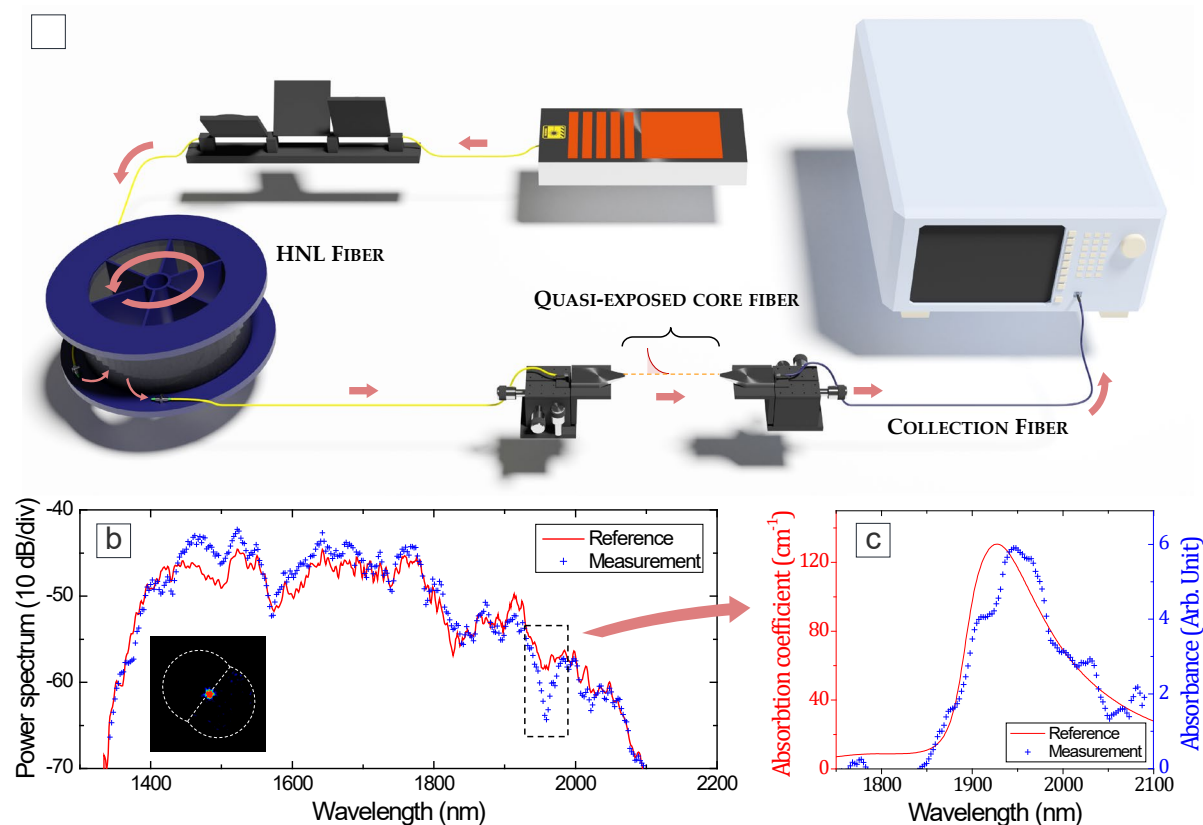 HNL FIBER
QUASI-EXPOSED CORE FIBER
COLLECTION FIBER
b
Power spectrum (10 dB/div)
-40
-50
-60
-70
1400
1600
1800
2000
2200
Wavelength (nm)
Reference
Measurement
c
Absorbtion coefficient (cm⁻¹)
120
80
40
0
1800
1900
2000
2100
Wavelength (nm)
Reference
Measurement
6
4
2
0
Absorbance (Arb. Unit)